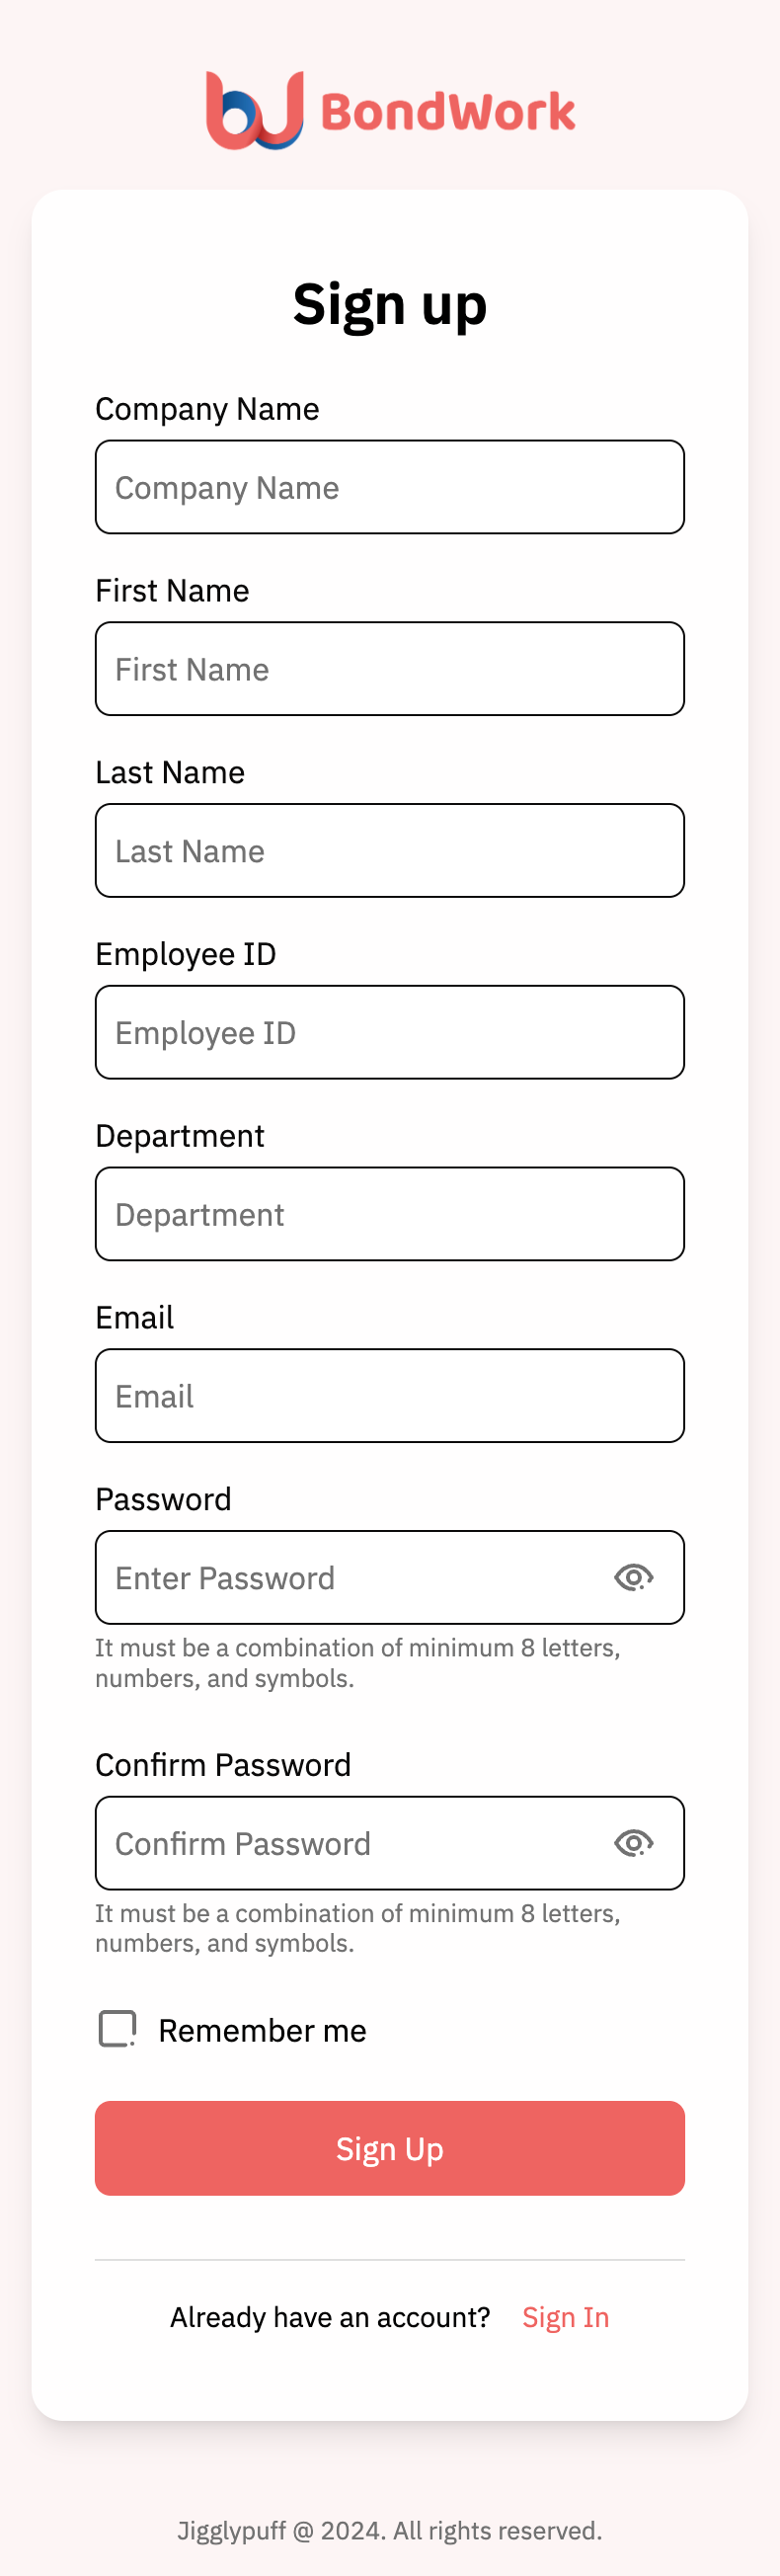 BondWork
Sign up
Company Name
Company Name
First Name
First Name
Last Name
Last Name
Employee ID
Employee ID
Department
Department
Email
Email
Password
Enter Password
It must be a combination of minimum 8 letters,
numbers, and symbols.
Confirm Password
Confirm Password
It must be a combination of minimum 8 letters,
numbers, and symbols.
Remember me
Sign Up
Already have an account? Sign In
Jigglypuff @ 2024. All rights reserved.